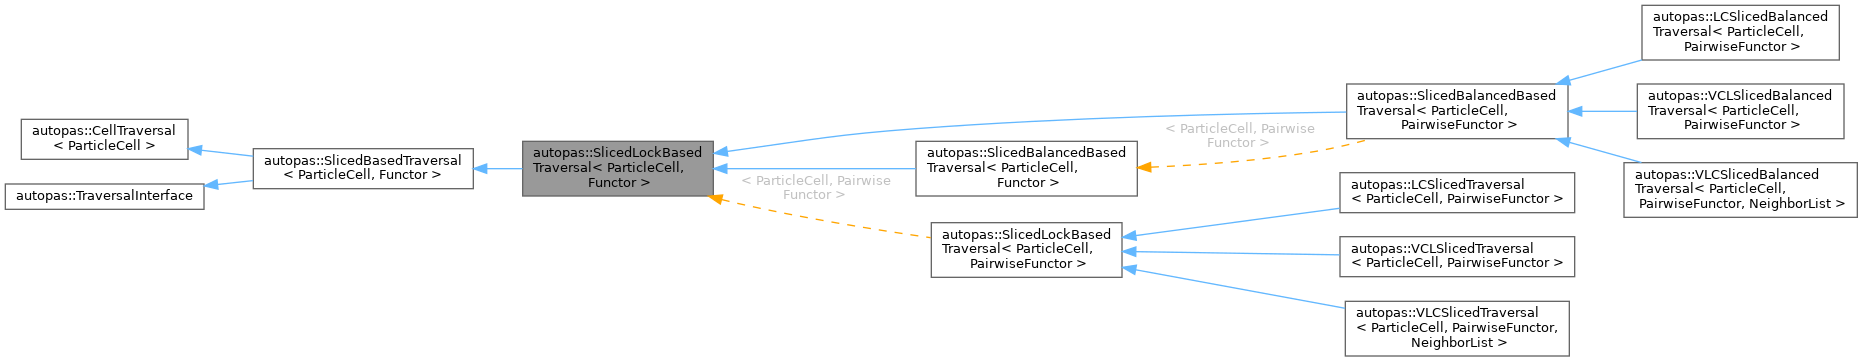 autopas::CellTraversal
< ParticleCell >
autopas::TraversalInterface
autopas::SlicedBasedTraversal
< ParticleCell, Functor >
autopas::SlicedLockBased
Traversal< ParticleCell,
Functor >
< ParticleCell, Pairwise
Functor >
autopas::SlicedBalancedBased
Traversal< ParticleCell,
Functor >
autopas::SlicedLockBased
Traversal< ParticleCell,
PairwiseFunctor >
< ParticleCell, Pairwise
Functor >
autopas::SlicedBalancedBased
Traversal< ParticleCell,
PairwiseFunctor >
autopas::LCSlicedTraversal
< ParticleCell, PairwiseFunctor >
autopas::VCLSlicedTraversal
< ParticleCell, PairwiseFunctor >
autopas::VLCSlicedTraversal
< ParticleCell, PairwiseFunctor,
NeighborList >
autopas::LCSlicedBalanced
Traversal< ParticleCell,
PairwiseFunctor >
autopas::VCLSlicedBalanced
Traversal< ParticleCell,
PairwiseFunctor >
autopas::VLCSlicedBalanced
Traversal< ParticleCell,
PairwiseFunctor, NeighborList >